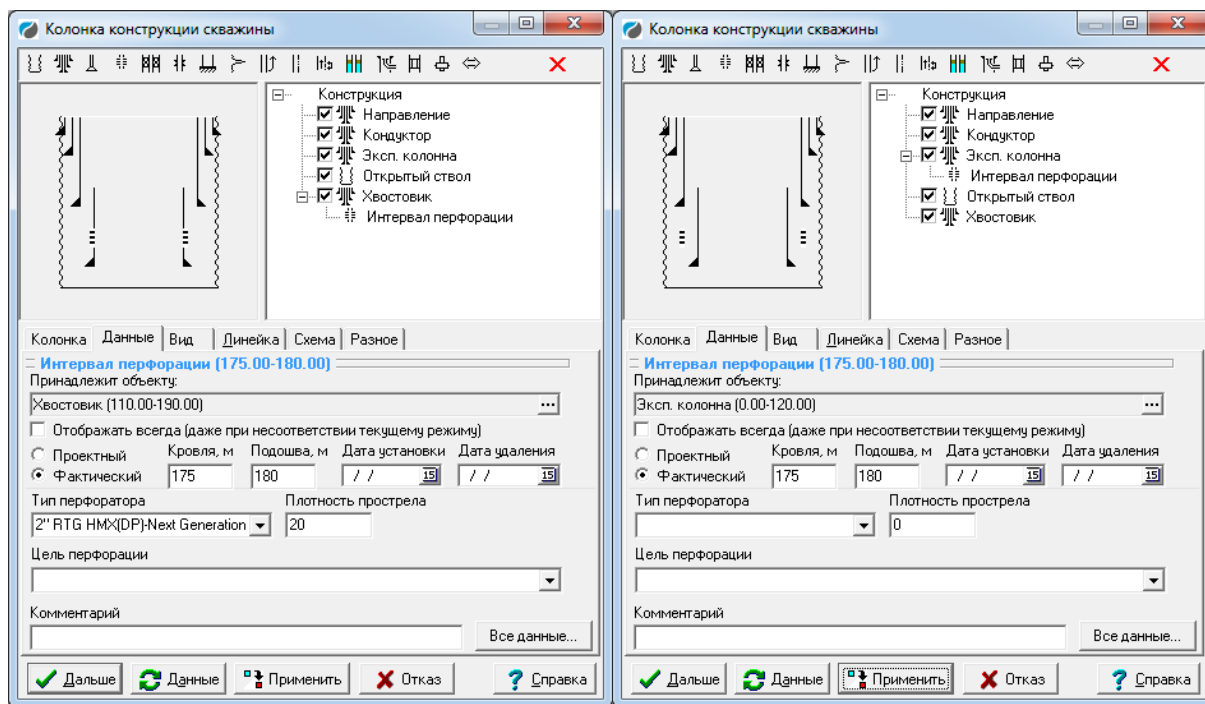 Колонка конструкции скважины
Конструкция
Направление
Кондуктор
Эксп. колонна
Открытый ствол
Хвостовик
Интервал перфорации
Колонка Данные Вид Линейка Схема Разное
Интервал перфорации (175.00-180.00)
Принадлежит объекту:
Хвостовик (110.00-190.00) ...
Отображать всегда (даже при несоответствии текущему режиму)
Проектный Кровля, м Подошва, м Дата установки Дата удаления
Фактический 175 180 / / 15 / / 15
Тип перфоратора Плотность прострела
2'' RTG HMX(DP)-Next Generation 20
Цель перфорации
Комментарий
Все данные...
Дальше Данные Применить Отказ Справка
Колонка конструкции скважины
Конструкция
Направление
Кондуктор
Эксп. колонна
Интервал перфорации
Открытый ствол
Хвостовик
Колонка Данные Вид Линейка Схема Разное
Интервал перфорации (175.00-180.00)
Принадлежит объекту:
Эксп. колонна (0.00-120.00) ...
Отображать всегда (даже при несоответствии текущему режиму)
Проектный Кровля, м Подошва, м Дата установки Дата удаления
Фактический 175 180 / / 15 / / 15
Тип перфоратора Плотность прострела
0
Цель перфорации
Комментарий
Все данные...
Дальше Данные Применить Отказ Справка